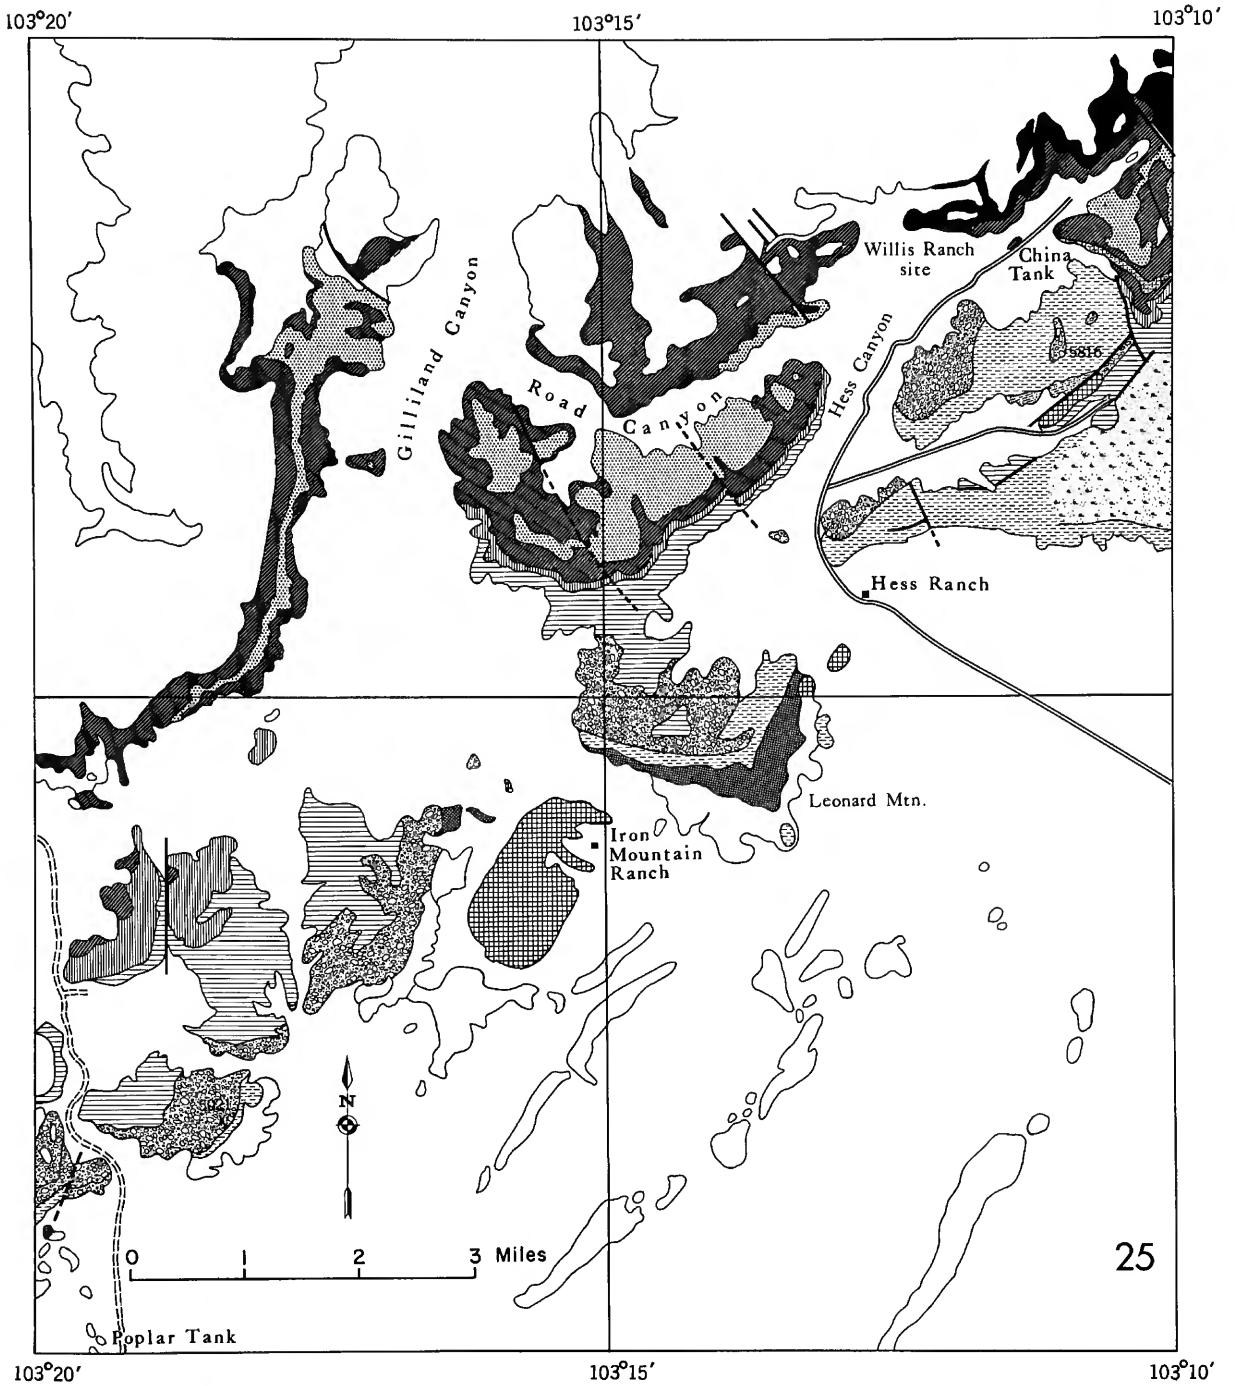 103°20′
103°15′
103°10′
Willis Ranch
site
China
Tank
Gilliland Canyon
Hess Canyon
5816
Road
Canyon
Hess Ranch
Leonard Mtn.
Iron
Mountain
Ranch
5021
N
0 1 2 3 Miles
25
Poplar Tank
103°20′
103°15′
103°10′